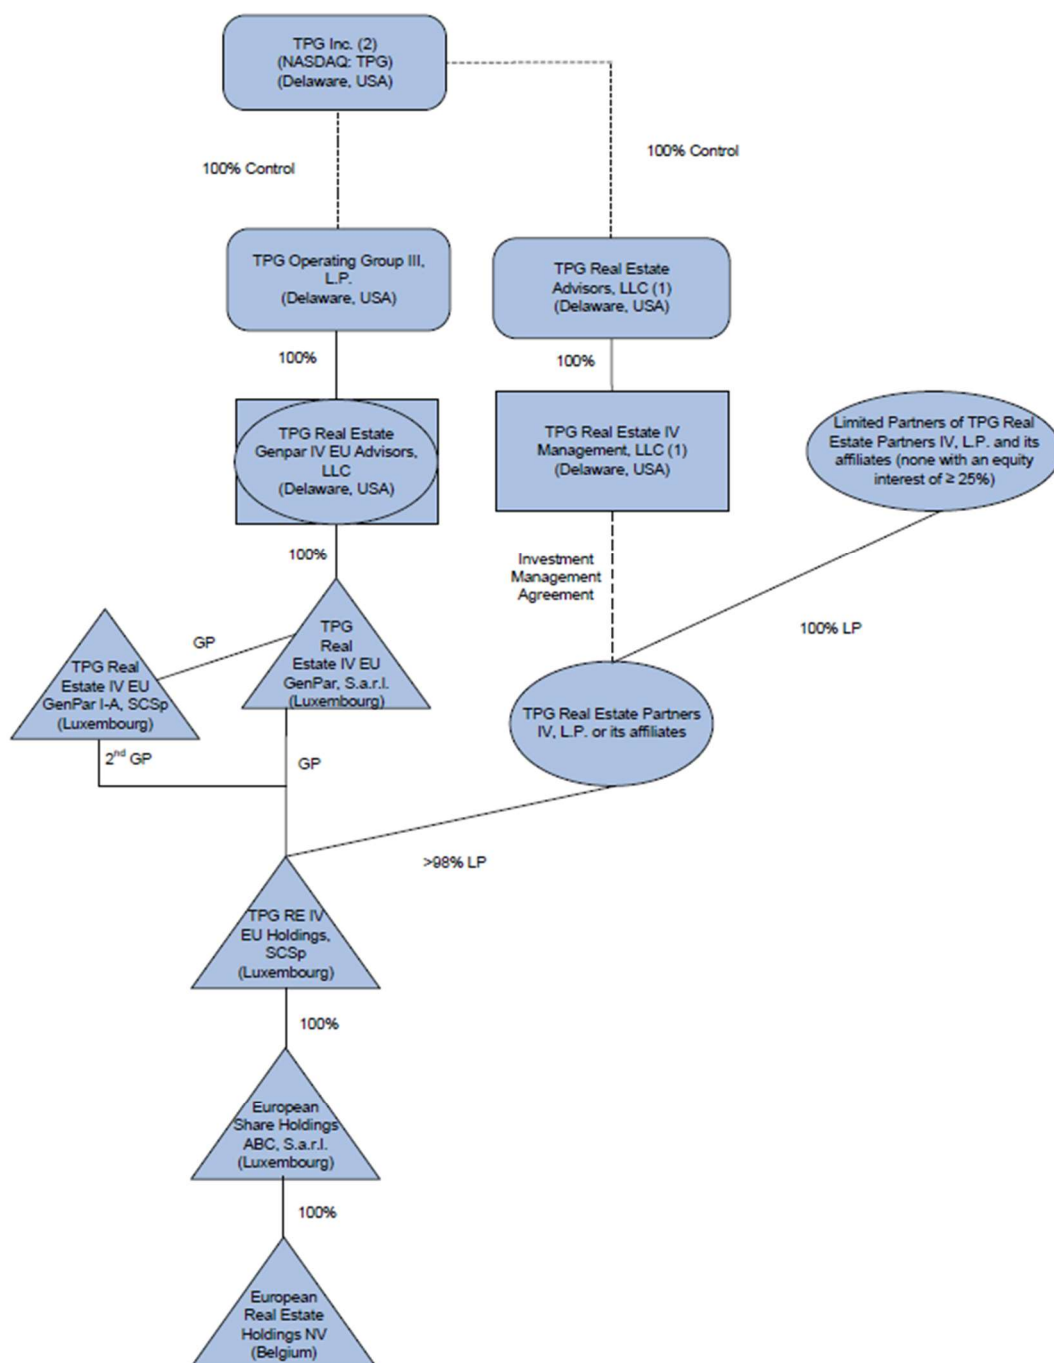 TPG Inc. (2)
(NASDAQ: TPG)
(Delaware, USA)
100% Control
100% Control
TPG Operating Group III,
L.P.
(Delaware, USA)
TPG Real Estate
Advisors, LLC (1)
(Delaware, USA)
100%
100%
TPG Real Estate
Genpar IV EU Advisors,
LLC
(Delaware, USA)
TPG Real Estate IV
Management, LLC (1)
(Delaware, USA)
Limited Partners of TPG Real
Estate Partners IV, L.P. and its
affiliates (none with an equity
interest of ≥ 25%)
100%
Investment
Management
Agreement
100% LP
GP
TPG Real
Estate IV EU
GenPar I-A, SCSp
(Luxembourg)
TPG
Real
Estate IV EU
GenPar, S.a.r.l.
(Luxembourg)
TPG Real Estate Partners
IV, L.P. or its affiliates
2nd GP
GP
>98% LP
TPG RE IV
EU Holdings,
SCSp
(Luxembourg)
100%
European
Share Holdings
ABC, S.a.r.l.
(Luxembourg)
100%
European
Real Estate
Holdings NV
(Belgium)